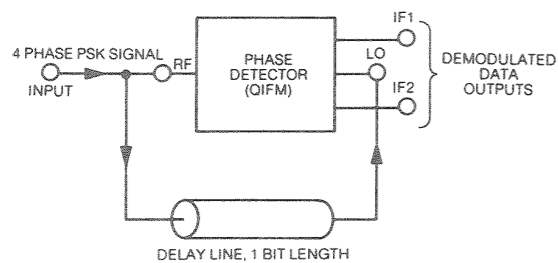 4 PHASE PSK SIGNAL
INPUT
RF
PHASE
DETECTOR
(QIFM)
IF1
LO
IF2
DEMODULATED
DATA
OUTPUTS
DELAY LINE, 1 BIT LENGTH